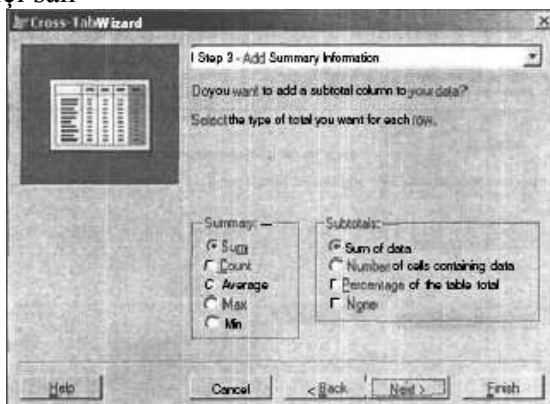 Cross-Tab Wizard
Step 3 - Add Summary Information
Do you want to add a subtotal column to your data?
Select the type of total you want for each row.
Summary:
Sum
Count
Average
Max
Min
Subtotals:
Sum of data
Number of cells containing data
Percentage of the table total
None
Help
Cancel
< Back
Next >
Finish